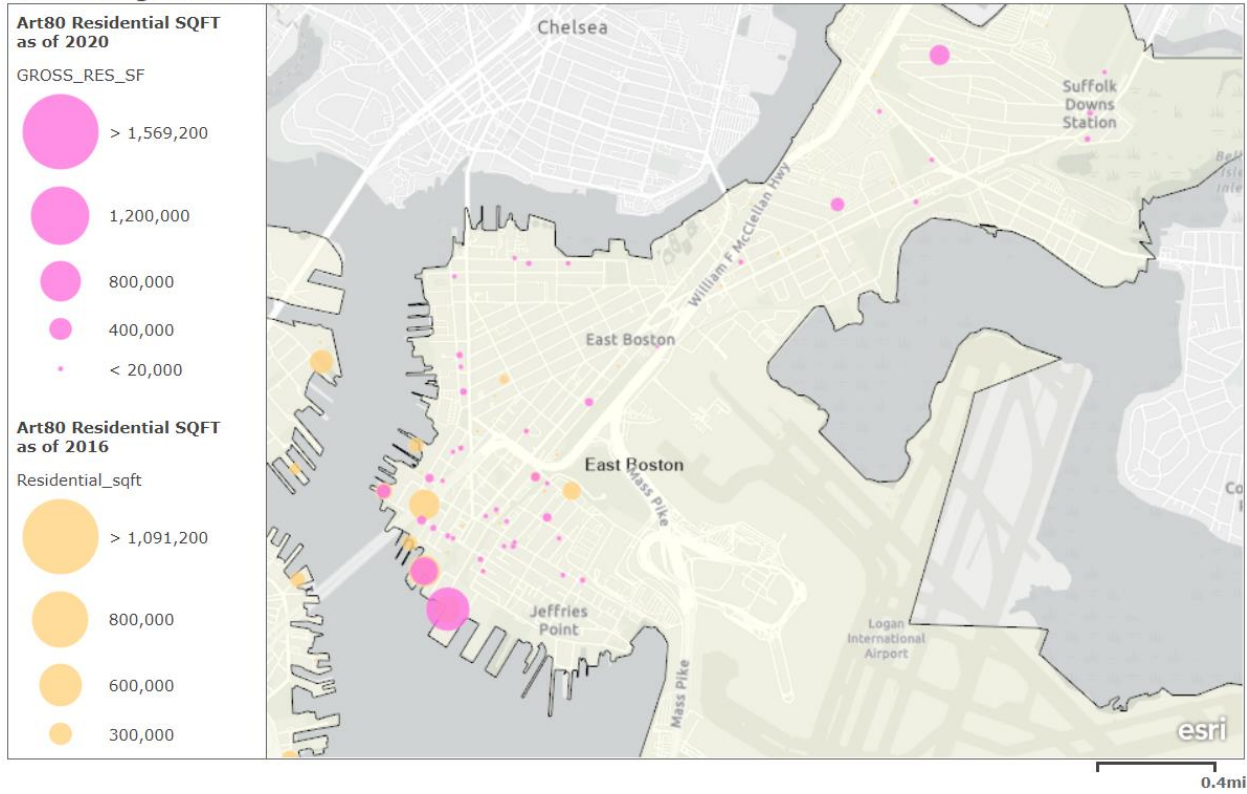 Art80 Residential SQFT
as of 2020
GROSS_RES_SF
> 1,569,200
1,200,000
800,000
400,000
< 20,000
Art80 Residential SQFT
as of 2016
Residential_sqft
> 1,091,200
800,000
600,000
300,000
Chelsea
Suffolk
Downs
Station
William F McClellan Hwy
East Boston
East Boston
Mass Pike
Jeffries
Point
Logan
International
Airport
Mass Pike
esri
0.4mi